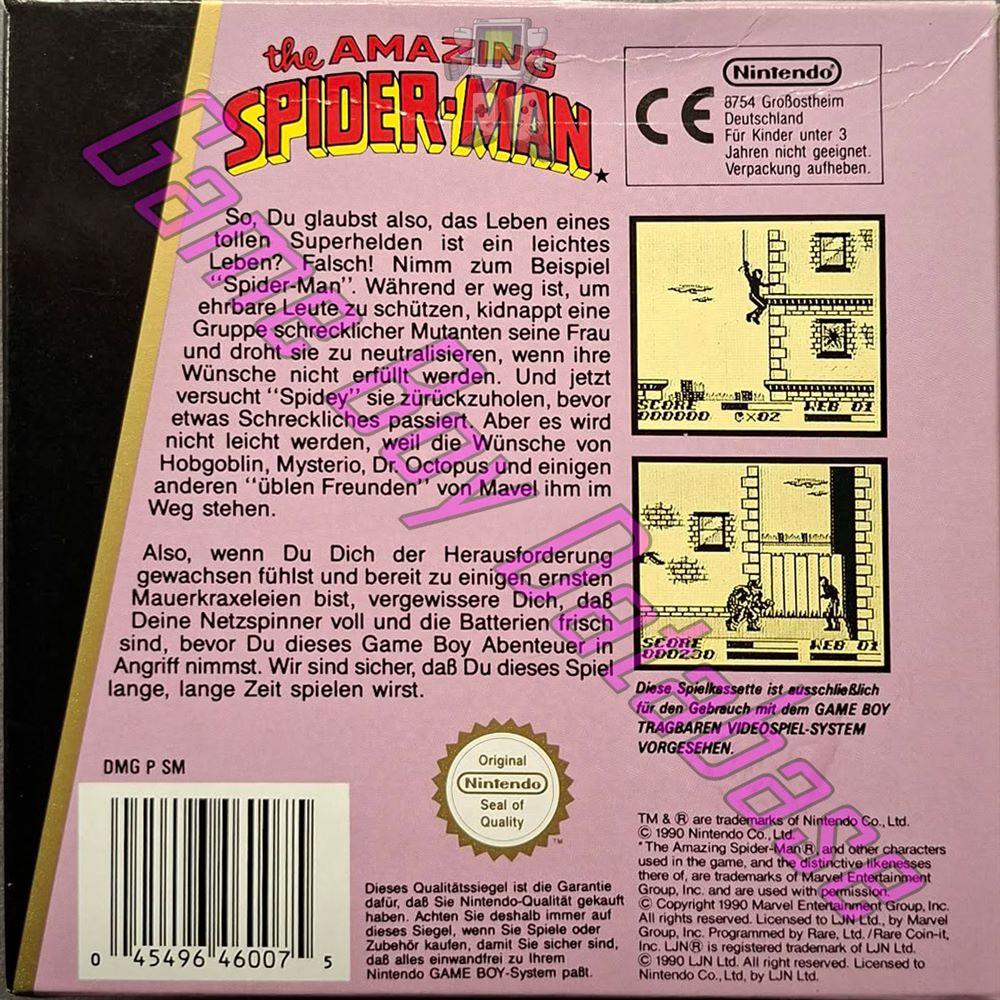 the AMAZING
SPIDER-MAN
Nintendo®
CE
8754 Großostheim
Deutschland
Für Kinder unter 3
Jahren nicht geeignet.
Verpackung aufheben.
So, Du glaubst also, das Leben eines
tollen Superhelden ist ein leichtes
Leben? Falsch! Nimm zum Beispiel
"Spider-Man". Während er weg ist, um
ehrbare Leute zu schützen, kidnappt eine
Gruppe schrecklicher Mutanten seine Frau
und droht sie zu neutralisieren, wenn ihre
Wünsche nicht erfüllt werden. Und jetzt
versucht "Spidey" sie zurückzuholen, bevor
etwas Schreckliches passiert. Aber es wird
nicht leicht werden, weil die Wünsche von
Hobgoblin, Mysterio, Dr. Octopus und einigen
anderen "üblen Freunden" von Mavel ihm im
Weg stehen.
Also, wenn Du Dich der Herausforderung
gewachsen fühlst und bereit zu einigen ernsten
Mauerkraxeleien bist, vergewissere Dich, daß
Deine Netzspinner voll und die Batterien frisch
sind, bevor Du dieses Game Boy Abenteuer in
Angriff nimmst. Wir sind sicher, daß Du dieses Spiel
lange, lange Zeit spielen wirst.
SCORE WEB 01
000000 x02
SCORE WEB 01
000230
Diese Spielkassette ist ausschließlich
für den Gebrauch mit dem GAME BOY
TRAGBAREN VIDEOSPIEL-SYSTEM
VORGESEHEN.
DMG P SM
0 45496 46007 5
Original
Nintendo
Seal of
Quality
TM
Dieses Qualitätssiegel ist die Garantie
dafür, daß Sie Nintendo-Qualität gekauft
haben. Achten Sie deshalb immer auf
dieses Siegel, wenn Sie Spiele oder
Zubehör kaufen, damit Sie sicher sind,
daß alles einwandfrei zu Ihrem
Nintendo GAME BOY-System paßt.
TM & ® are trademarks of Nintendo Co., Ltd.
© 1990 Nintendo Co., Ltd.
*The Amazing Spider-Man®, and other characters
used in the game, and the distinctive likenesses
there of, are trademarks of Marvel Entertainment
Group, Inc. and are used with permission.
© Copyright 1990 Marvel Entertainment Group, Inc.
All rights reserved. Licensed to LJN Ltd., by Marvel
Group, Inc. Programmed by Rare, Ltd./Rare Coin-it,
Inc. LJN® is registered trademark of LJN Ltd.
© 1990 LJN Ltd. All right reserved. Licensed to
Nintendo Co., Ltd, by LJN Ltd.
Game Boy Database